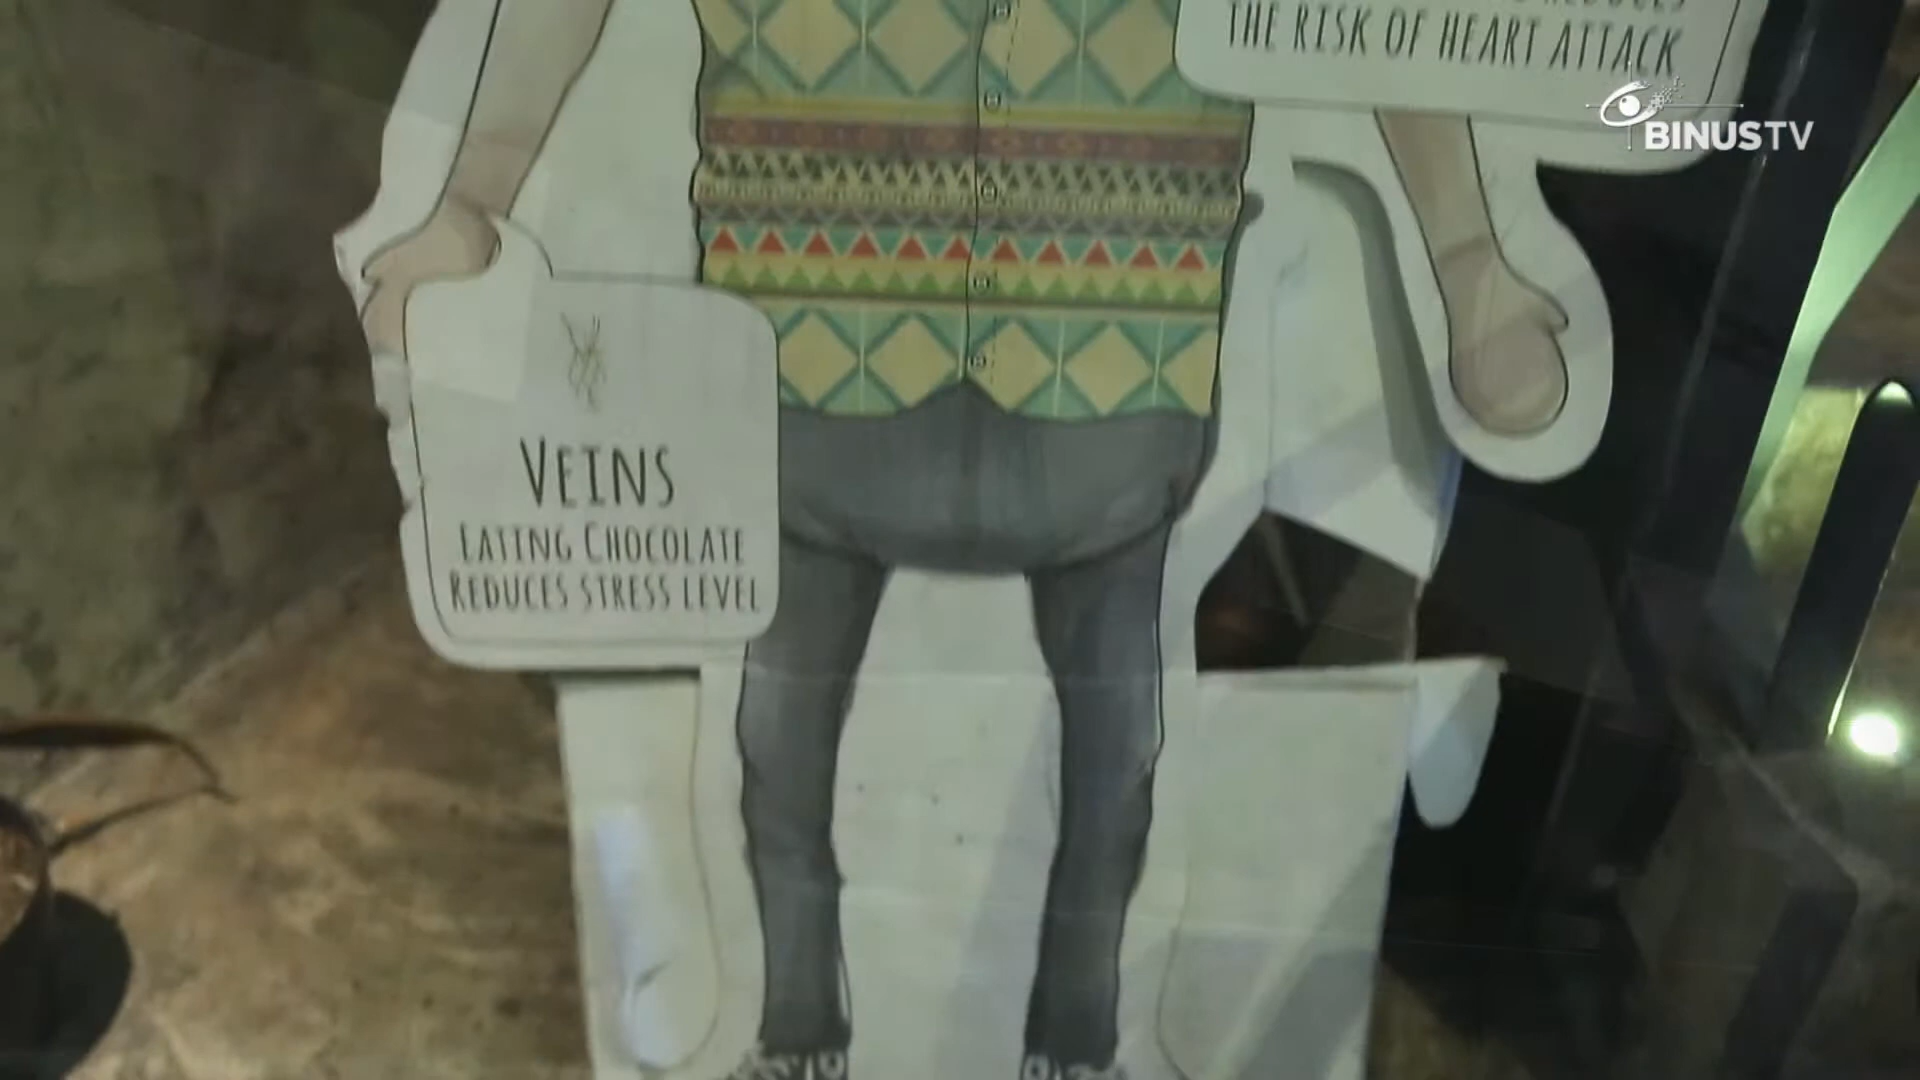 THE RISK OF HEART ATTACK
BINUSTV
VEINS
EATING CHOCOLATE
REDUCES STRESS LEVEL